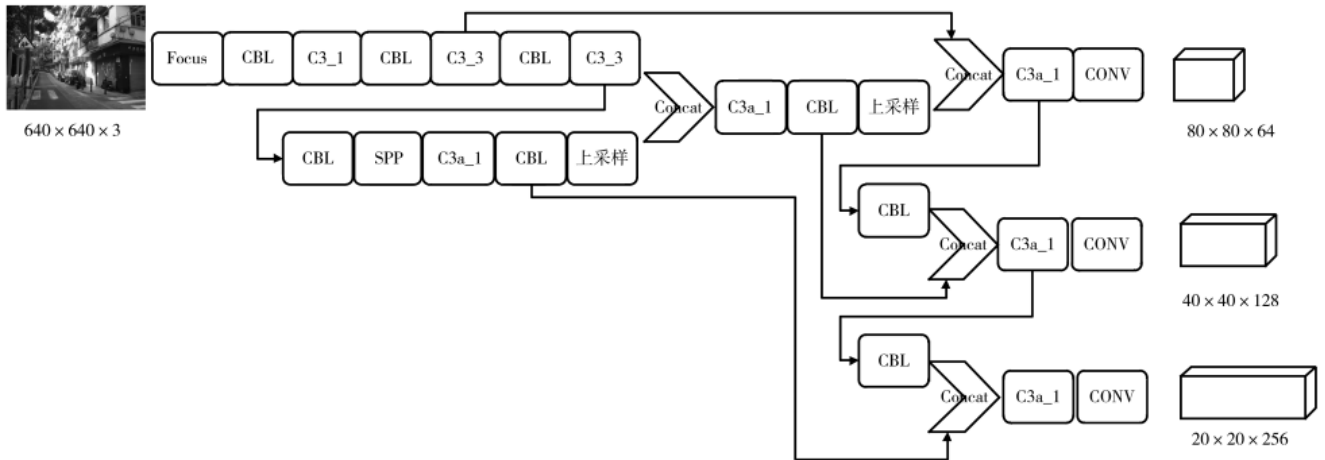 Focus CBL C3_1 CBL C3_3 CBL C3_3
640 × 640 × 3
CBL SPP C3a_1 CBL 上采样
Concat
C3a_1 CBL 上采样
Concat
C3a_1 CONV
80 × 80 × 64
CBL
Concat
C3a_1 CONV
40 × 40 × 128
CBL
Concat
C3a_1 CONV
20 × 20 × 256